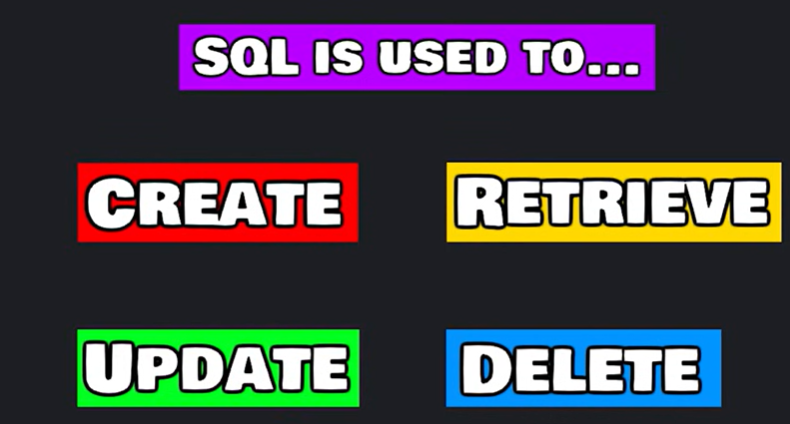 SQL IS USED TO...
CREATE
RETRIEVE
UPDATE
DELETE